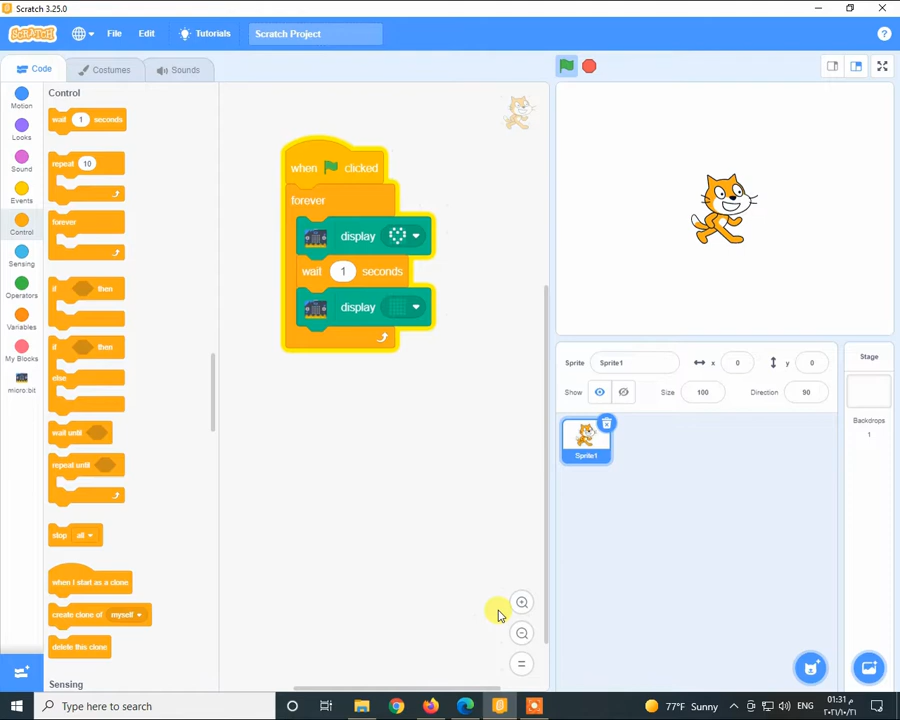 Scratch 3.25.0
SCRATCH
File
Edit
Tutorials
Scratch Project
Code
Costumes
Sounds
Motion
Looks
Sound
Events
Control
Sensing
Operators
Variables
My Blocks
micro:bit
Control
wait 1 seconds
repeat 10
forever
if then
if then
else
wait until
repeat until
stop all
when I start as a clone
create clone of myself
delete this clone
Sensing
when clicked
forever
display
wait 1 seconds
display
Sprite
Sprite1
x
0
y
0
Show
Size
100
Direction
90
Sprite1
Stage
Backdrops
1
Type here to search
77°F Sunny
ENG
01:31 م